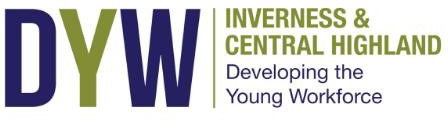 DYW
INVERNESS &
CENTRAL HIGHLAND
Developing the
Young Workforce